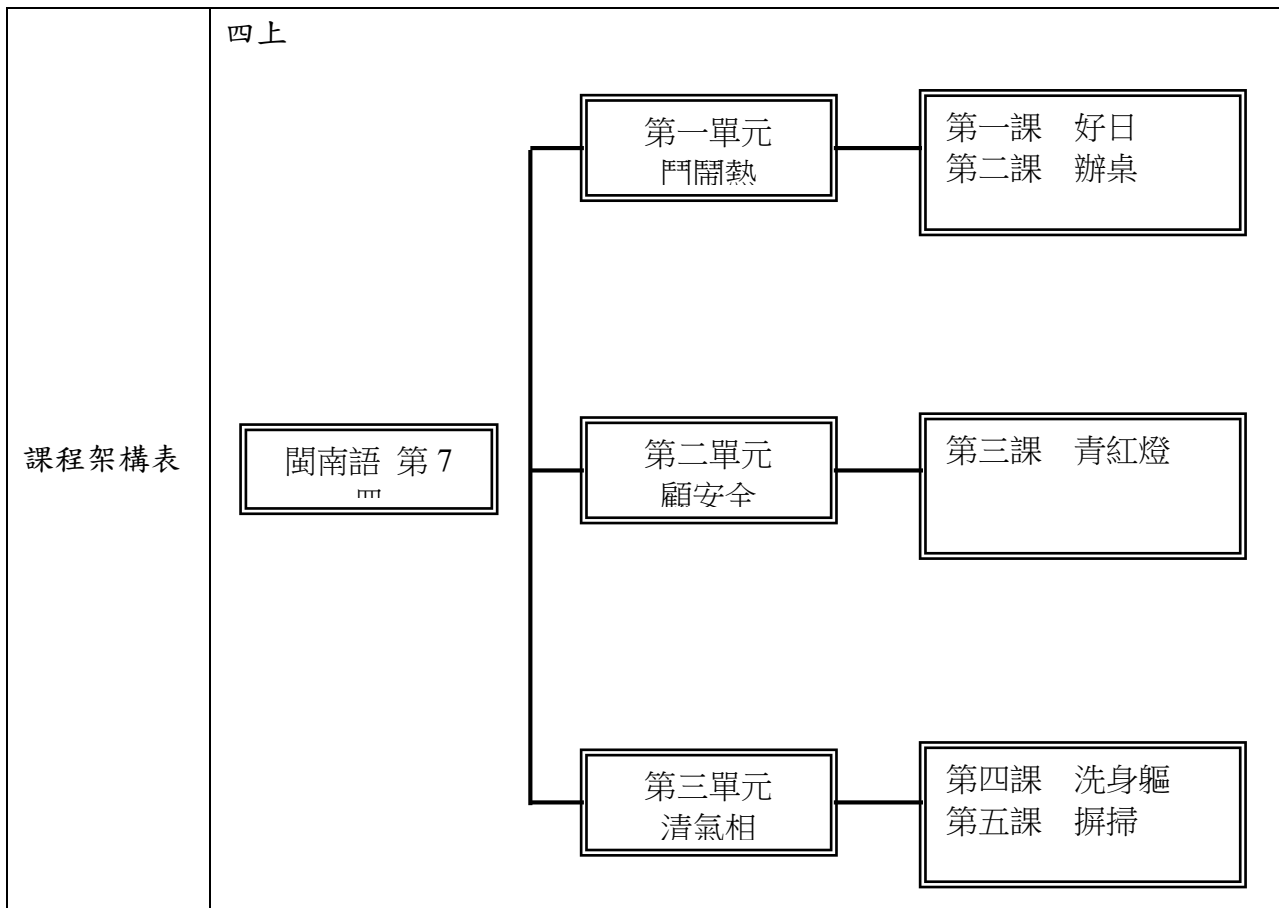 課程架構表
四上
閩南語 第 7
冊
第一單元
鬥鬧熱
第一課 好日
第二課 辦桌
第二單元
顧安全
第三課 青紅燈
第三單元
清氣相
第四課 洗身軀
第五課 摒掃